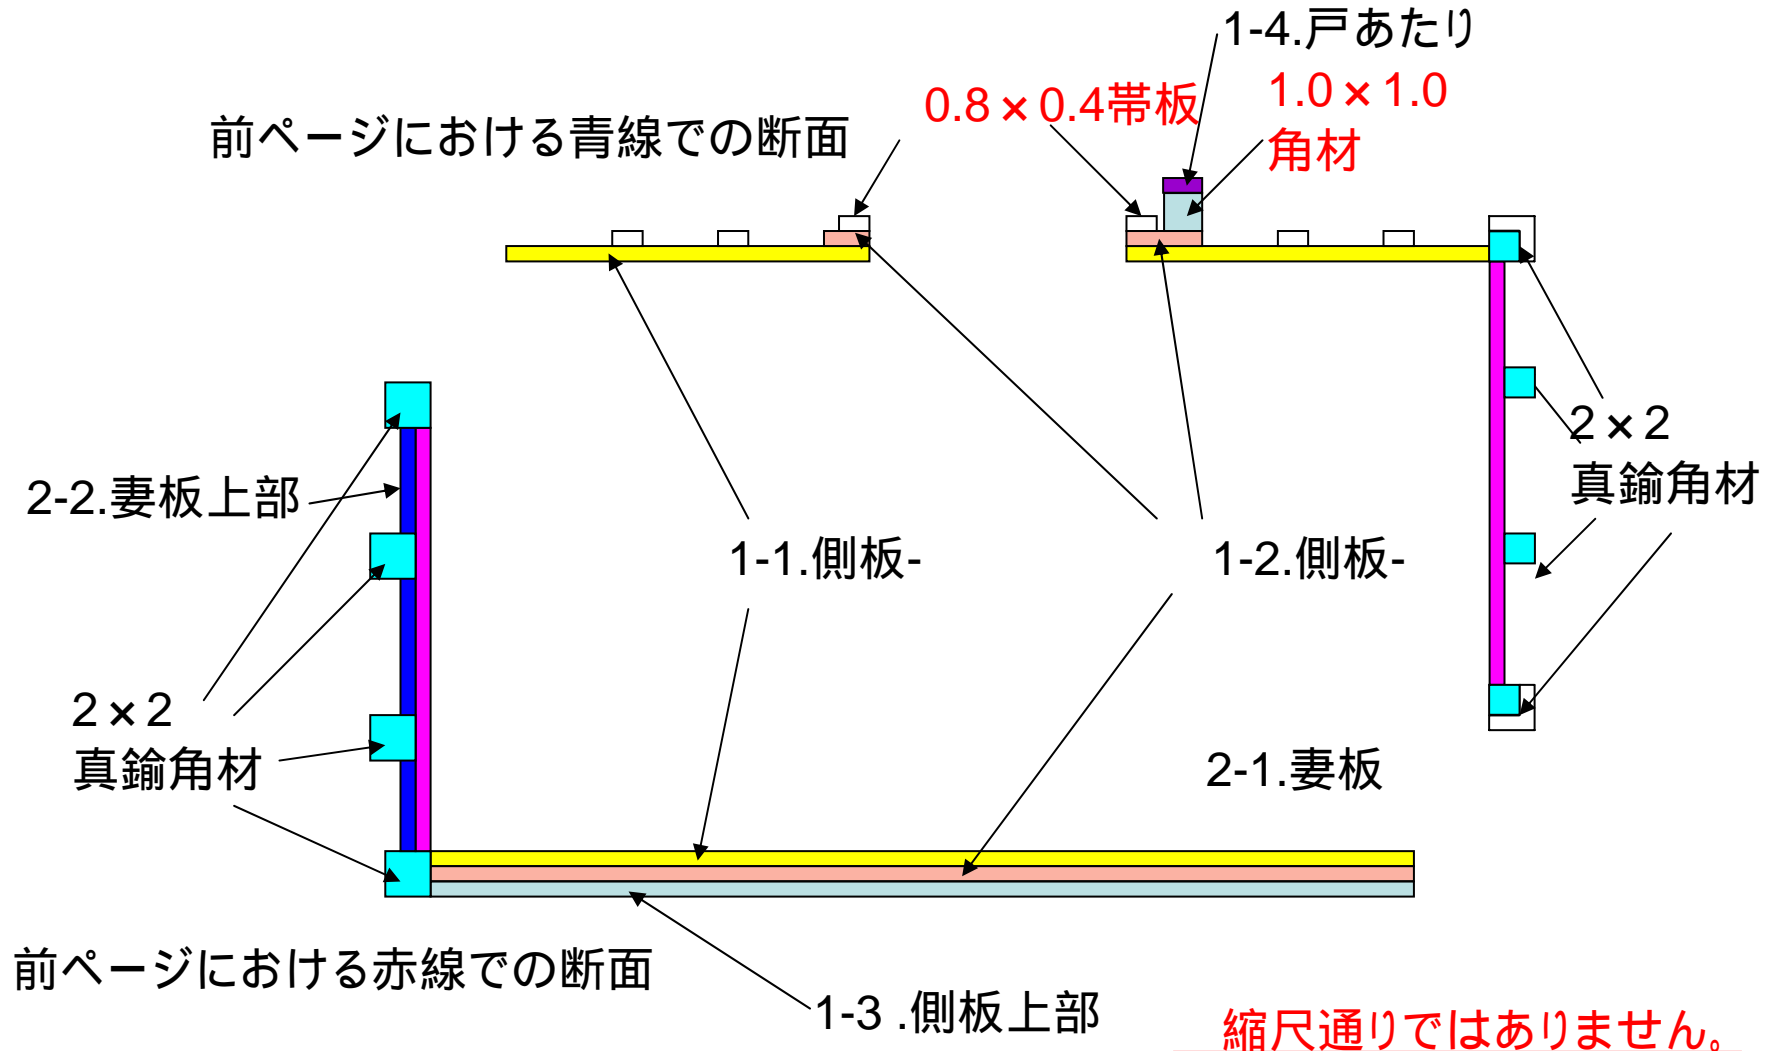 1-4.戸あたり
0.8×0.4帯板
1.0×1.0
角材
前ページにおける青線での断面
2×2
真鍮角材
2-2.妻板上部
1-1.側板-
1-2.側板-
2×2
真鍮角材
2-1.妻板
前ページにおける赤線での断面
1-3 .側板上部
縮尺通りではありません。